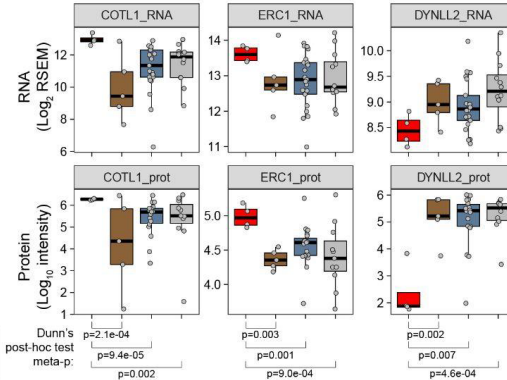 COTL1_RNA ERC1_RNA DYNLL2_RNA
RNA
(Log2 RSEM)
12 10 8 6
14 13 12 11
10.0 9.5 9.0 8.5
COTL1_prot ERC1_prot DYNLL2_prot
Protein
(Log10 intensity)
6 5 4 3 2 1
5.0 4.5 4.0
6 5 4 3 2
Dunn's
post-hoc test
meta-p:
p=2.1e-04 p=0.003 p=0.002
p=9.4e-05 p=0.001 p=0.007
p=0.002 p=9.0e-04 p=4.6e-04